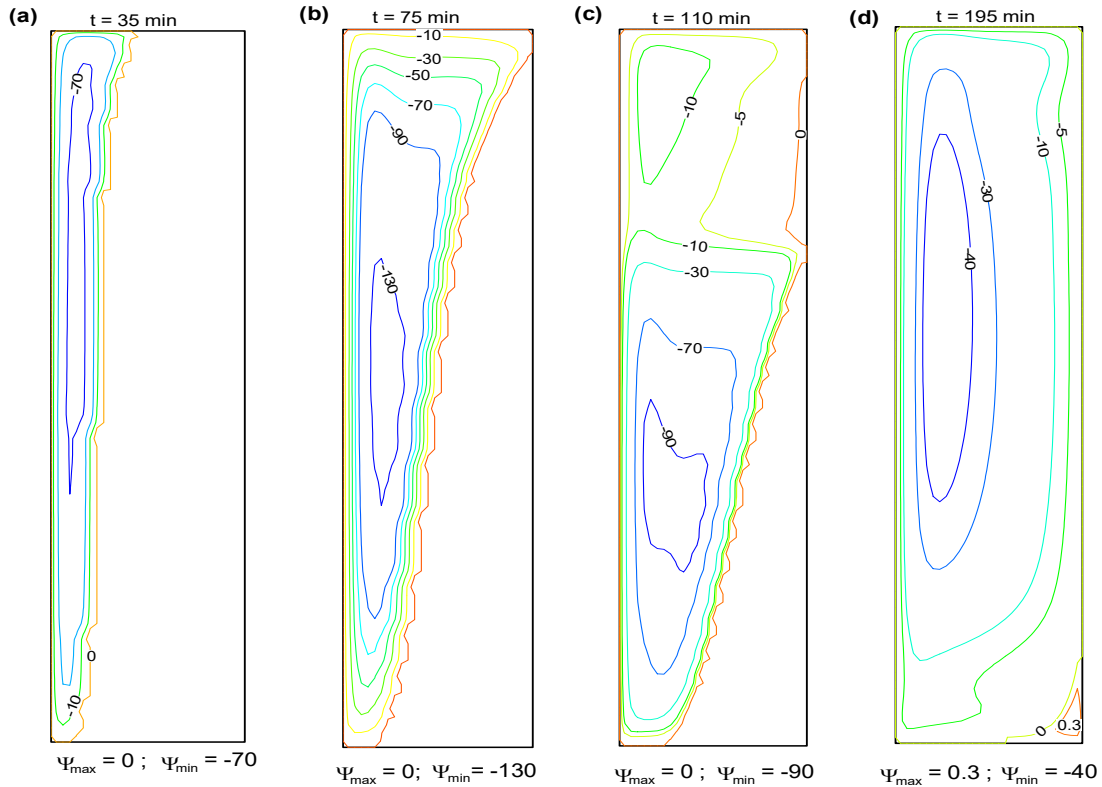 (a)
t = 35 min
-70
0
-10
Ψmax = 0 ; Ψmin = -70
(b)
t = 75 min
-10
-30
-50
-70
-90
-130
Ψmax = 0; Ψmin = -130
(c)
t = 110 min
-10
-5
0
-10
-30
-70
-90
Ψmax = 0 ; Ψmin = -90
(d)
t = 195 min
-5
-10
-30
-40
0
0.3
Ψmax = 0.3 ; Ψmin = -40